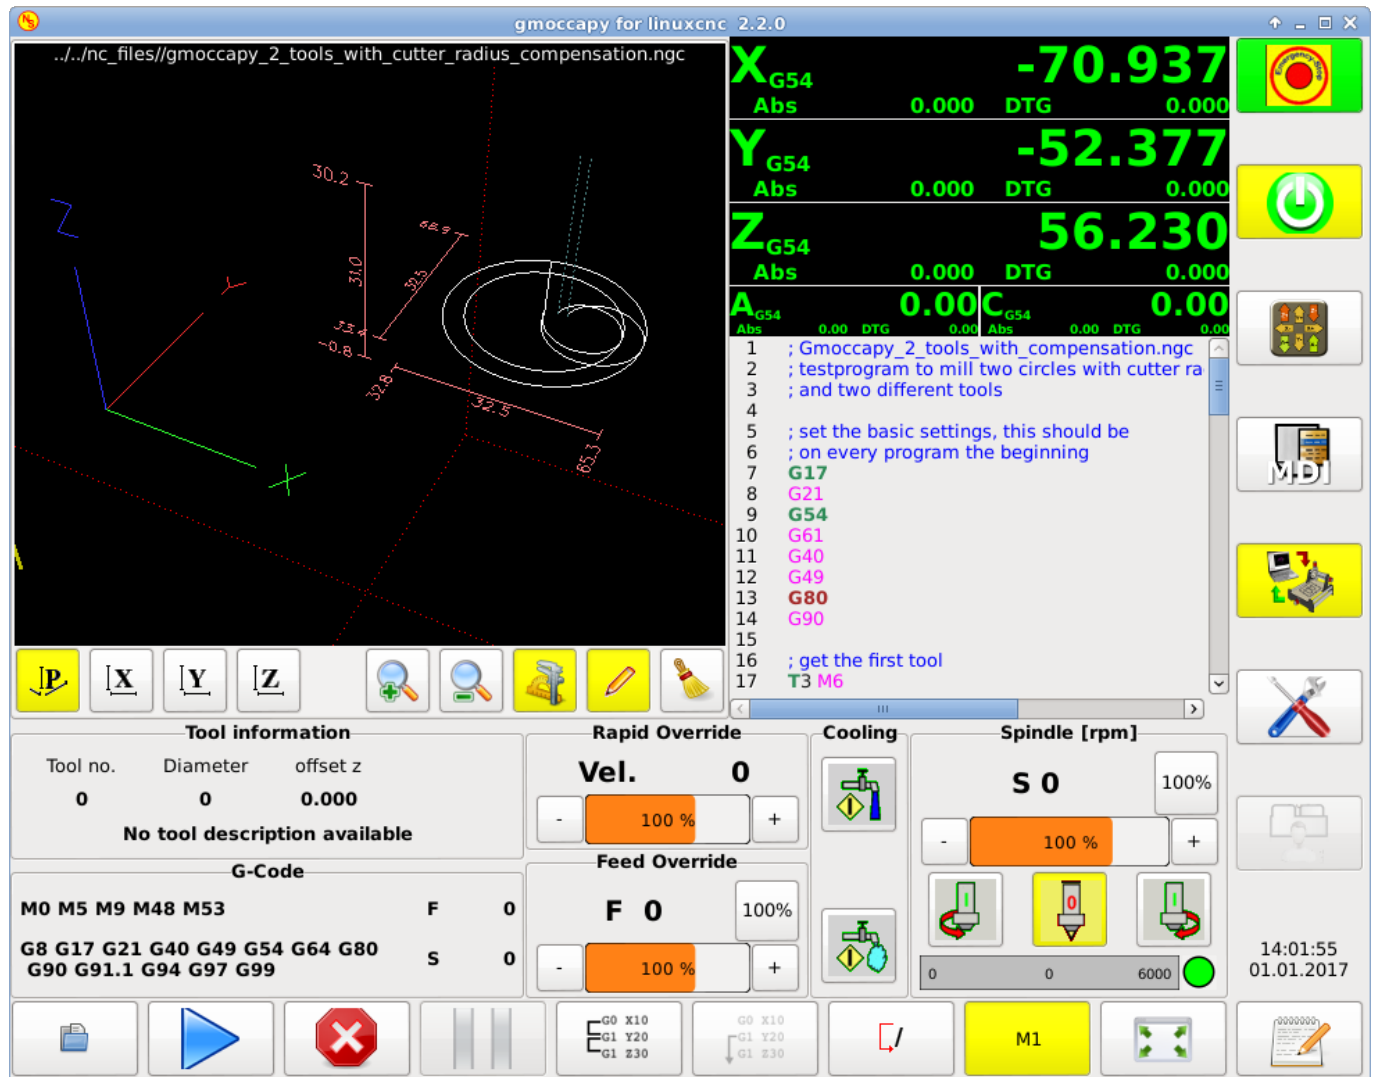 gmoccapy for linuxcnc 2.2.0
../../nc_files//gmoccapy_2_tools_with_cutter_radius_compensation.ngc
30.2
Z
Y
X
68.9
31.0
32.5
33.4
-0.8
32.8
32.5
65.3
X G54 -70.937
Abs 0.000 DTG 0.000
Y G54 -52.377
Abs 0.000 DTG 0.000
Z G54 56.230
Abs 0.000 DTG 0.000
A G54 0.00 C G54 0.00
Abs 0.00 DTG 0.00 Abs 0.00 DTG 0.00
Emergency-Stop
MDI
1 ; Gmoccapy_2_tools_with_compensation.ngc
2 ; testprogram to mill two circles with cutter ra
3 ; and two different tools
4
5 ; set the basic settings, this should be
6 ; on every program the beginning
7 G17
8 G21
9 G54
10 G61
11 G40
12 G49
13 G80
14 G90
15
16 ; get the first tool
17 T3 M6
P X Y Z
Tool information
Tool no. Diameter offset z
0 0 0.000
No tool description available
G-Code
M0 M5 M9 M48 M53 F 0
G8 G17 G21 G40 G49 G54 G64 G80
G90 G91.1 G94 G97 G99 S 0
Rapid Override
Vel. 0
- 100 % +
Feed Override
F 0 100%
- 100 % +
Cooling
Spindle [rpm]
S 0 100%
- 100 % +
I 0 I
0 0 6000
14:01:55
01.01.2017
G0 X10
G1 Y20
G1 Z30
G0 X10
G1 Y20
G1 Z30
/
M1